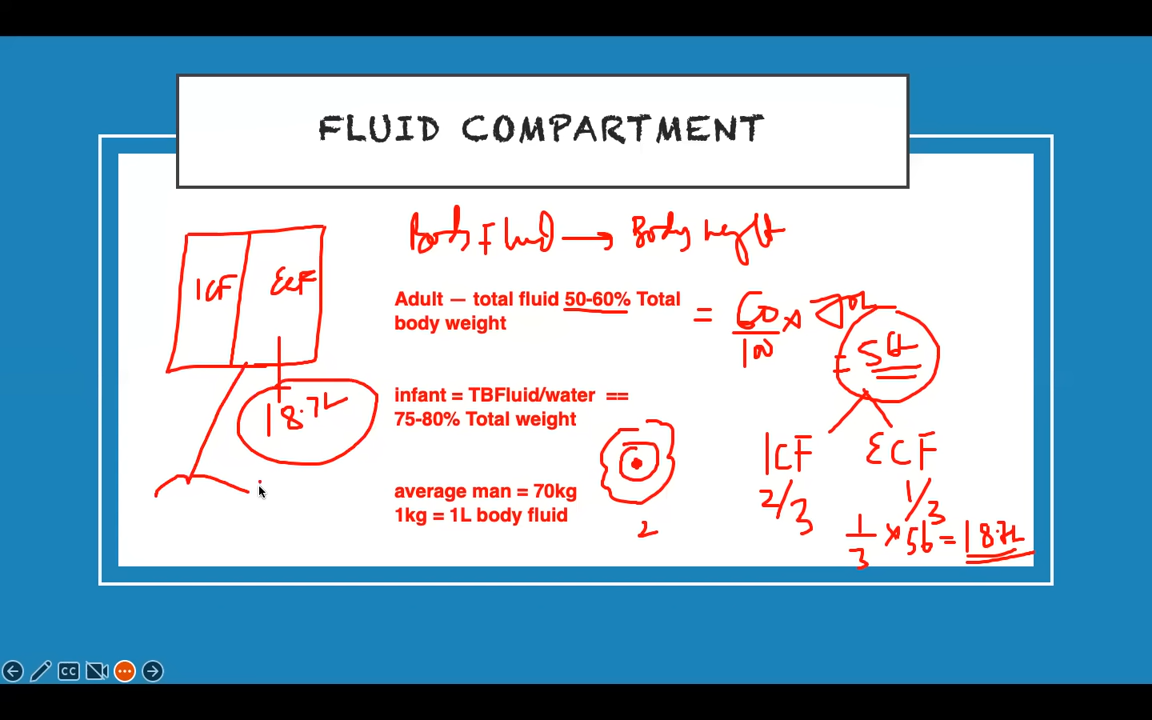 FLUID COMPARTMENT
Body Fluid → Body weight
ICF ECF
Adult — total fluid 50-60% Total
body weight
= 60/100 x 70L
= 56
18.7L
infant = TBFluid/water ==
75-80% Total weight
ICF ECF
2/3 1/3
average man = 70kg
1kg = 1L body fluid
2
1/3 x 56 = 18.7L
CC